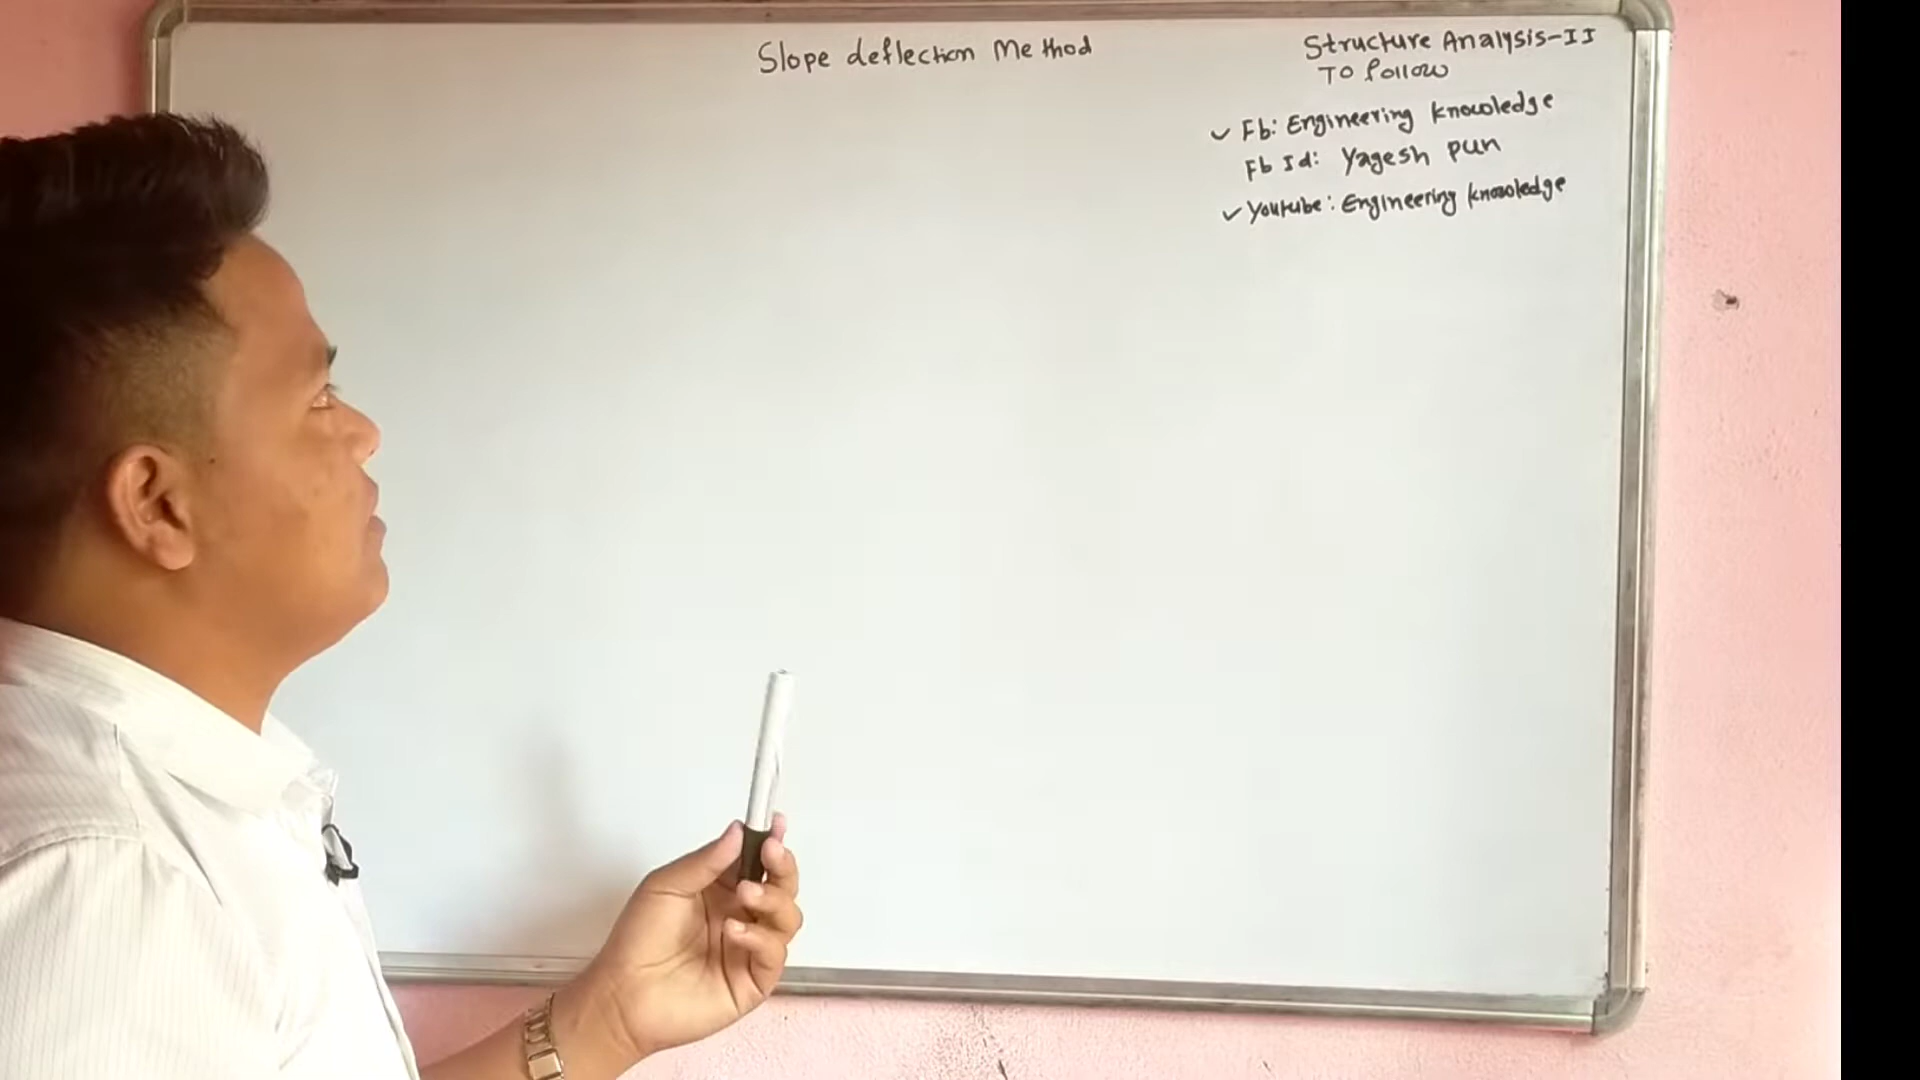 Slope deflection Method
Structure Analysis-II
To follow
✓ Fb: Engineering knowledge
Fb Id: Yagesh pun
✓ Youtube: Engineering knowledge